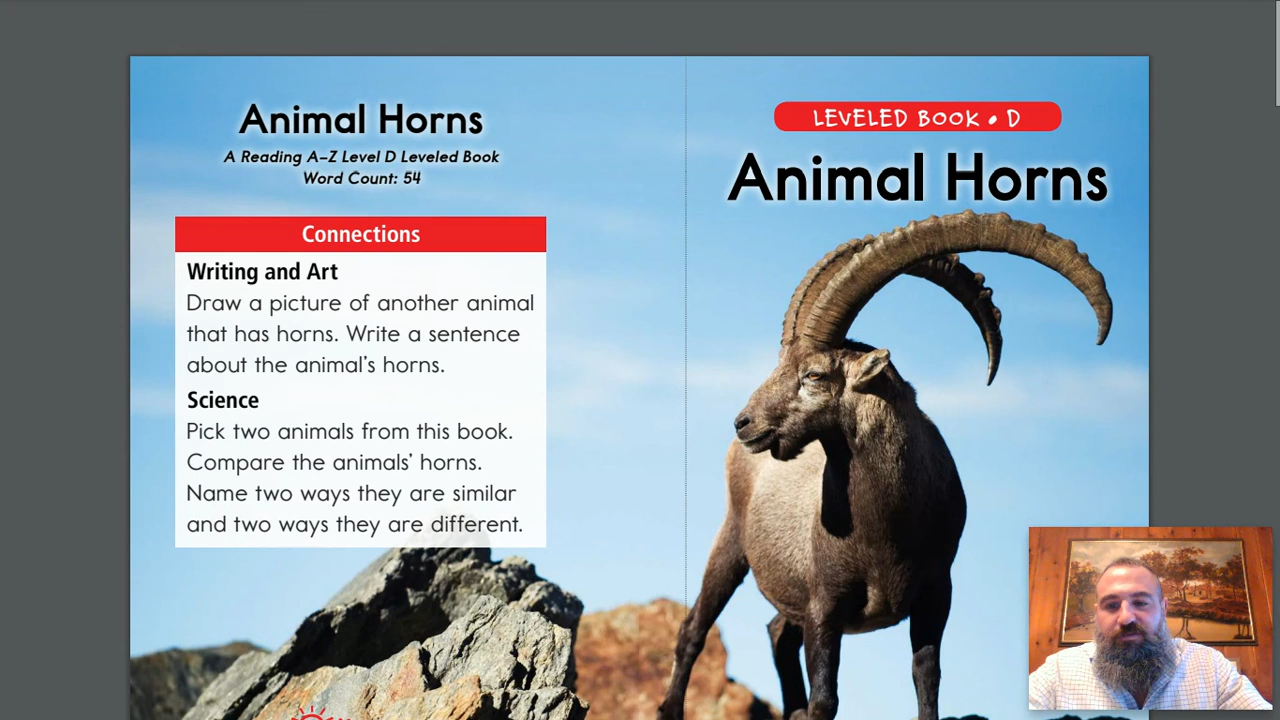 Animal Horns
A Reading A–Z Level D Leveled Book
Word Count: 54
Connections
Writing and Art
Draw a picture of another animal
that has horns. Write a sentence
about the animal's horns.
Science
Pick two animals from this book.
Compare the animals' horns.
Name two ways they are similar
and two ways they are different.
LEVELED BOOK • D
Animal Horns